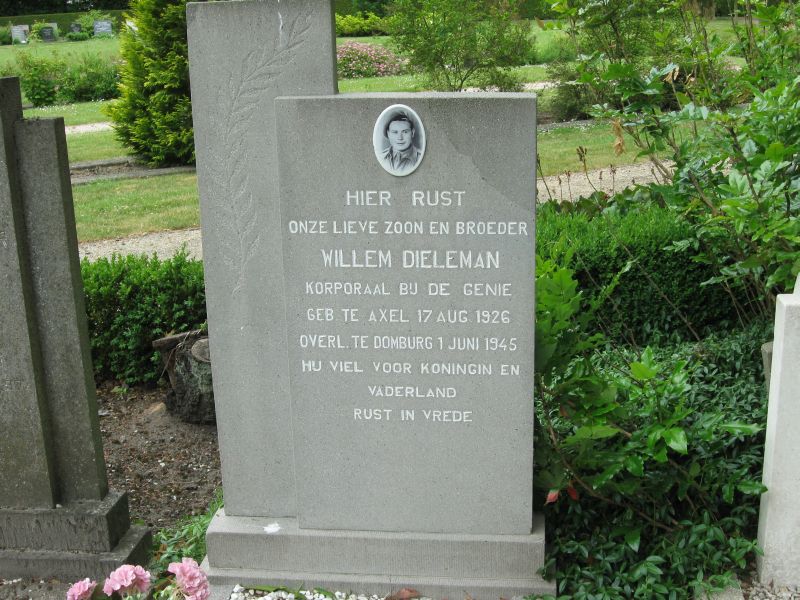 HIER RUST
ONZE LIEVE ZOON EN BROEDER
WILLEM DIELEMAN
KORPORAAL BIJ DE GENIE
GEB TE AXEL 17 AUG 1926
OVERL. TE DOMBURG 1 JUNI 1945
HIJ VIEL VOOR KONINGIN EN
VADERLAND
RUST IN VREDE